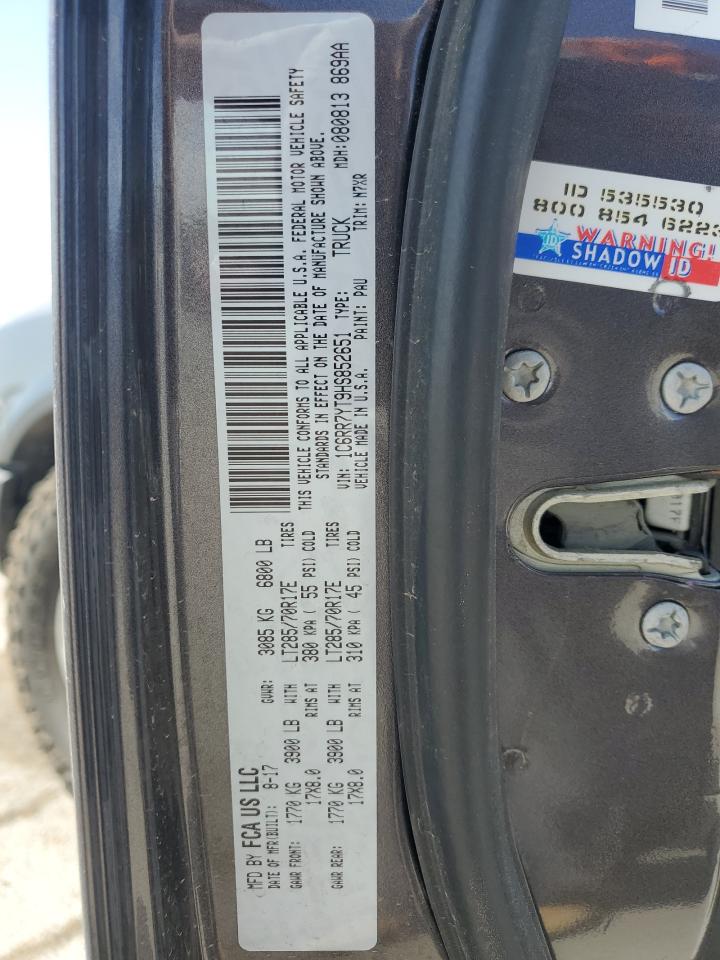 MFD BY FCA US LLC
DATE OF MFR(BUILT): 8-17 GVWR: 3085 KG 6800 LB
GAWR FRONT: 1770 KG 3900 LB WITH LT285/70R17E TIRES
17X8.0 RIMS AT 380 KPA ( 55 PSI) COLD
GAWR REAR: 1770 KG 3900 LB WITH LT285/70R17E TIRES
17X8.0 RIMS AT 310 KPA ( 45 PSI) COLD
THIS VEHICLE CONFORMS TO ALL APPLICABLE U.S.A. FEDERAL MOTOR VEHICLE SAFETY
STANDARDS IN EFFECT ON THE DATE OF MANUFACTURE SHOWN ABOVE.
VIN: 1C6RR7YT9HS852651 TYPE: TRUCK MDH: 080813 869AA
VEHICLE MADE IN U.S.A. PAINT: PAU TRIM: M7XR
ID 535530
800 854 6223
WARNING!
SHADOW ID